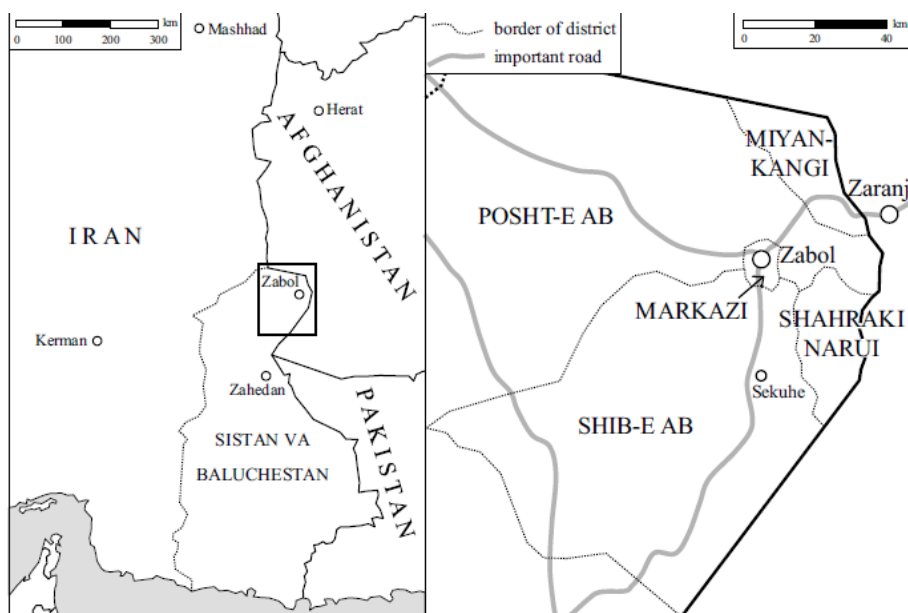 km
0 100 200 300
Mashhad
Herat
AFGHANISTAN
IRAN
Zabol
Kerman
Zahedan
SISTAN VA
BALUCHESTAN
PAKISTAN
border of district
important road
km
0 20 40
MIYAN-
KANGI
Zaranj
POSHT-E AB
Zabol
MARKAZI
SHAHRAKI
NARUI
Sekuhe
SHIB-E AB